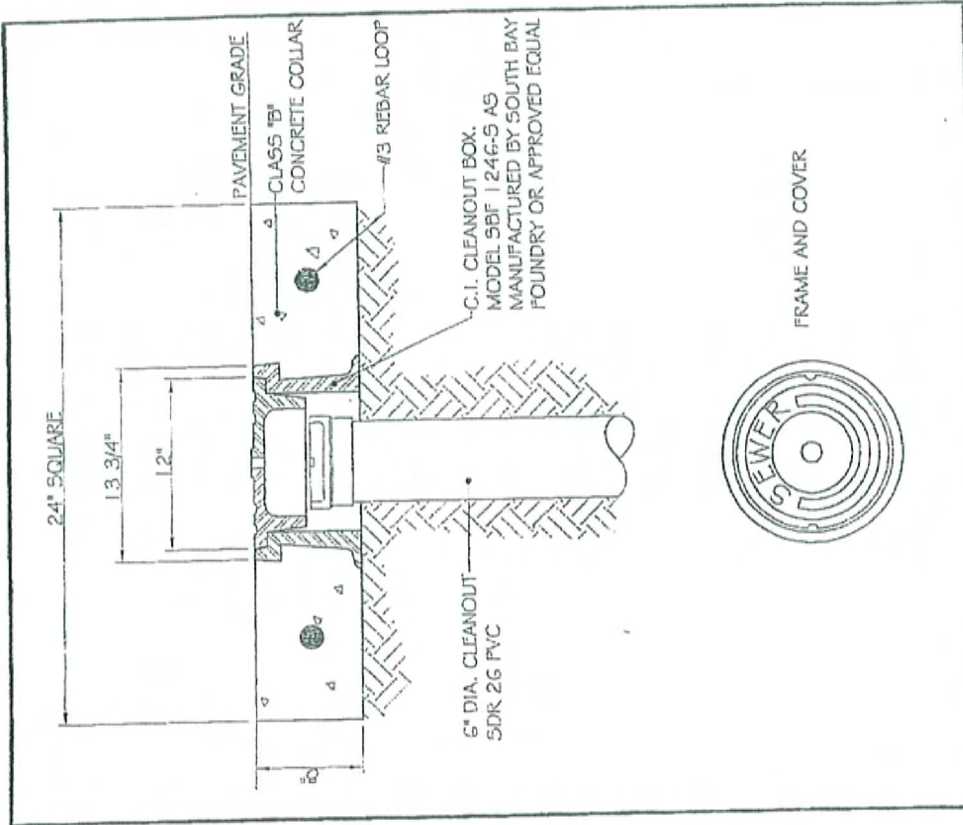 24" SQUARE
13 3/4"
12"
PAVEMENT GRADE
CLASS "B"
CONCRETE COLLAR
#3 REBAR LOOP
8"
C.I. CLEANOUT BOX.
MODEL SBF 1246-S AS
MANUFACTURED BY SOUTH BAY
FOUNDRY OR APPROVED EQUAL
6" DIA. CLEANOUT
SDR 26 PVC
SEWER
FRAME AND COVER